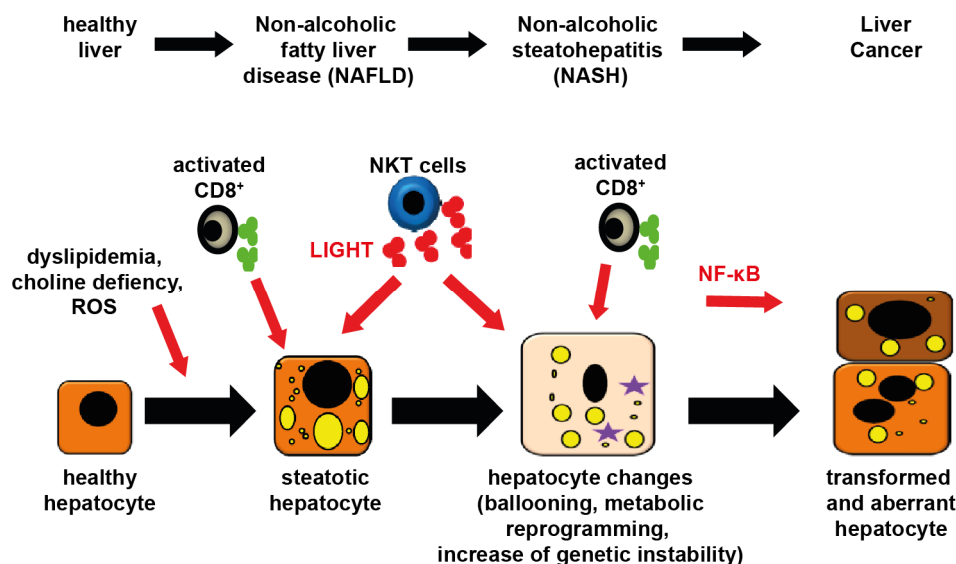 healthy
liver
Non-alcoholic
fatty liver
disease (NAFLD)
Non-alcoholic
steatohepatitis
(NASH)
Liver
Cancer
activated
CD8+
NKT cells
activated
CD8+
LIGHT
dyslipidemia,
choline defiency,
ROS
NF-κB
healthy
hepatocyte
steatotic
hepatocyte
hepatocyte changes
(ballooning, metabolic
reprogramming,
increase of genetic instability)
transformed
and aberrant
hepatocyte